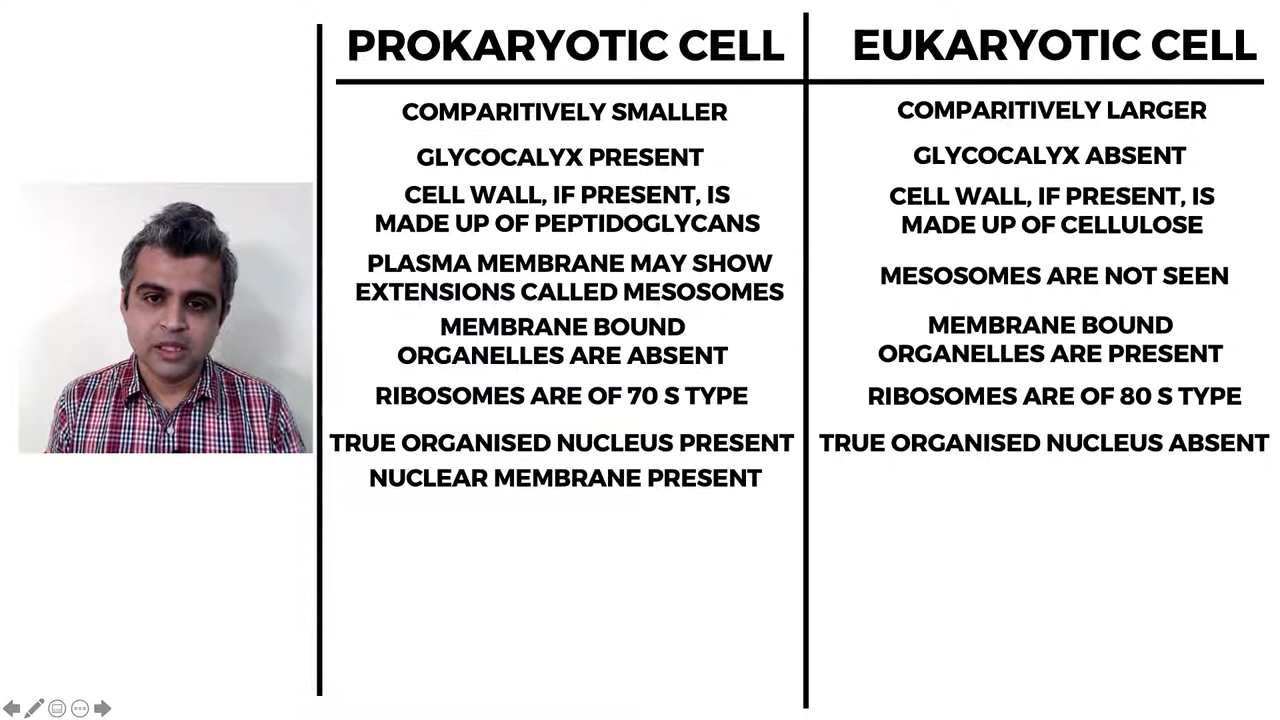 PROKARYOTIC CELL
COMPARITIVELY SMALLER
GLYCOCALYX PRESENT
CELL WALL, IF PRESENT, IS
MADE UP OF PEPTIDOGLYCANS
PLASMA MEMBRANE MAY SHOW
EXTENSIONS CALLED MESOSOMES
MEMBRANE BOUND
ORGANELLES ARE ABSENT
RIBOSOMES ARE OF 70 S TYPE
TRUE ORGANISED NUCLEUS PRESENT
NUCLEAR MEMBRANE PRESENT
EUKARYOTIC CELL
COMPARITIVELY LARGER
GLYCOCALYX ABSENT
CELL WALL, IF PRESENT, IS
MADE UP OF CELLULOSE
MESOSOMES ARE NOT SEEN
MEMBRANE BOUND
ORGANELLES ARE PRESENT
RIBOSOMES ARE OF 80 S TYPE
TRUE ORGANISED NUCLEUS ABSENT